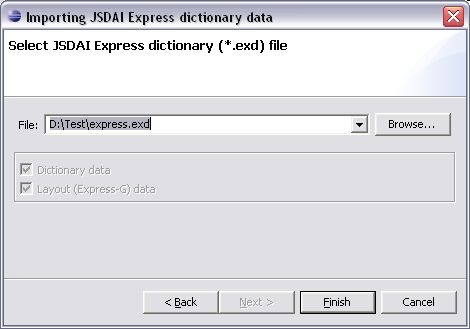 Importing JSDAI Express dictionary data
Select JSDAI Express dictionary (*.exd) file
File: D:\Test\express.exd Browse...
Dictionary data
Layout (Express-G) data
< Back Next > Finish Cancel